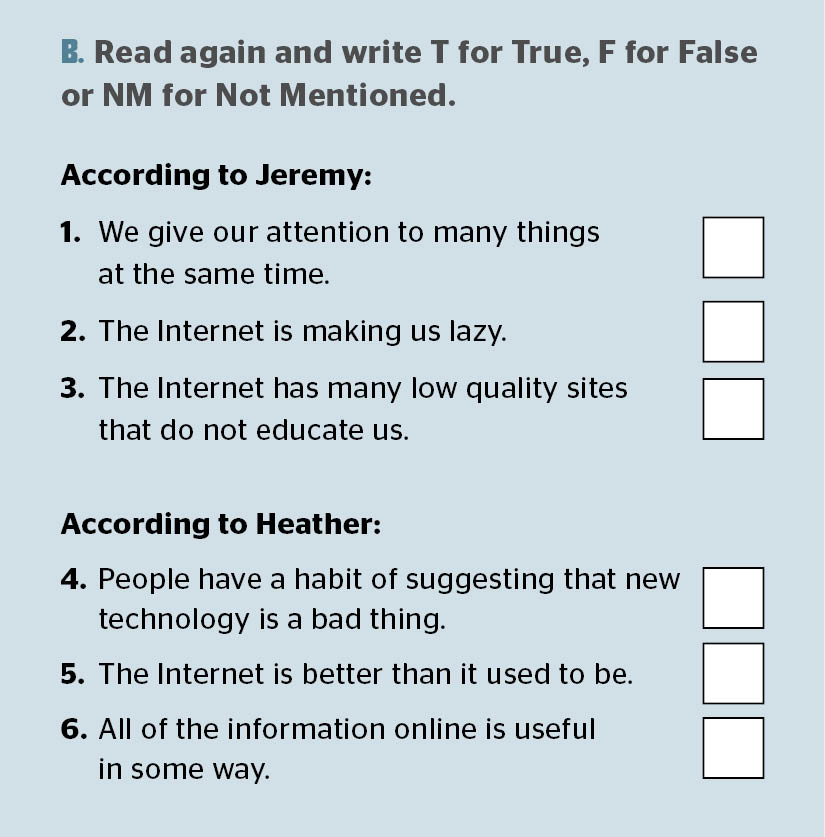 B. Read again and write T for True, F for False
or NM for Not Mentioned.
According to Jeremy:
1. We give our attention to many things
at the same time.
2. The Internet is making us lazy.
3. The Internet has many low quality sites
that do not educate us.
According to Heather:
4. People have a habit of suggesting that new
technology is a bad thing.
5. The Internet is better than it used to be.
6. All of the information online is useful
in some way.